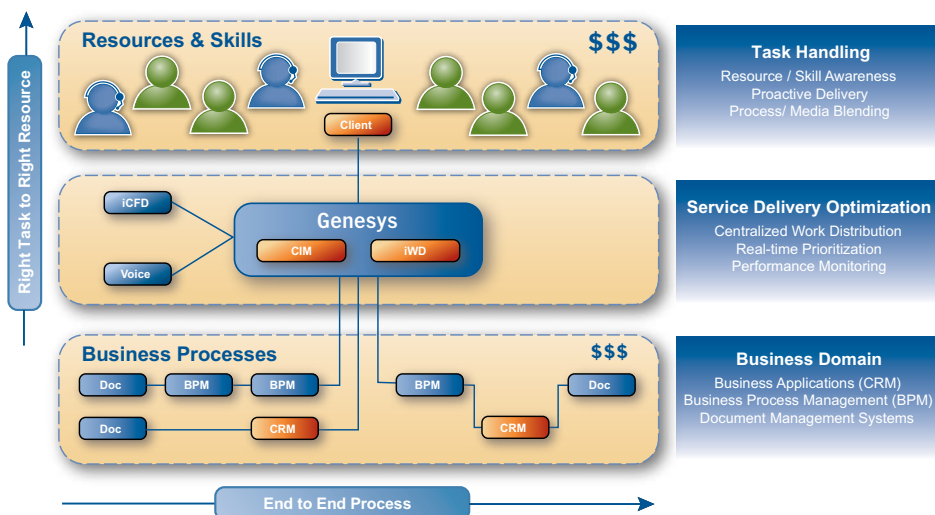 Resources & Skills
$$$
Client
Task Handling
Resource / Skill Awareness
Proactive Delivery
Process/ Media Blending
Right Task to Right Resource
iCFD
Voice
Genesys
CIM
iWD
Service Delivery Optimization
Centralized Work Distribution
Real-time Prioritization
Performance Monitoring
Business Processes
$$$
Doc
BPM
BPM
BPM
Doc
Doc
CRM
CRM
Business Domain
Business Applications (CRM)
Business Process Management (BPM)
Document Management Systems
End to End Process